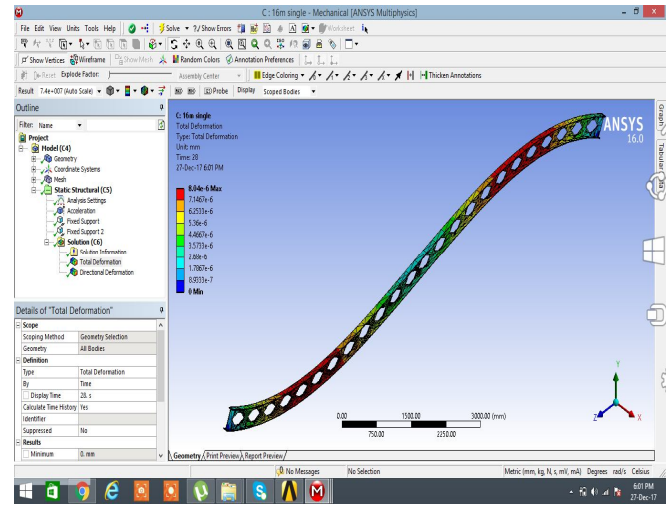 C : 16m single - Mechanical [ANSYS Multiphysics]
File Edit View Units Tools Help Solve ?/Show Errors Worksheet
Show Vertices Wireframe Show Mesh Random Colors Annotation Preferences
Reset Explode Factor: Assembly Center Edge Coloring Thicken Annotations
Result 7.4e+007 (Auto Scale) Probe Display Scoped Bodies
Outline
Filter: Name
Project
Model (C4)
Geometry
Coordinate Systems
Mesh
Static Structural (C5)
Analysis Settings
Acceleration
Fixed Support
Fixed Support 2
Solution (C6)
Solution Information
Total Deformation
Directional Deformation
Details of "Total Deformation"
Scope
Scoping Method Geometry Selection
Geometry All Bodies
Definition
Type Total Deformation
By Time
Display Time 28. s
Calculate Time History Yes
Identifier
Suppressed No
Results
Minimum 0. mm
C: 16m single
Total Deformation
Type: Total Deformation
Unit: mm
Time: 28
27-Dec-17 6:01 PM
8.04e-6 Max
7.1467e-6
6.2533e-6
5.36e-6
4.4667e-6
3.5733e-6
2.68e-6
1.7867e-6
8.9333e-7
0 Min
ANSYS
16.0
0.00 1500.00 3000.00 (mm)
750.00 2250.00
Y
Z X
Geometry Print Preview Report Preview
Graph
Tabular Data
No Messages No Selection Metric (mm, kg, N, s, mV, mA) Degrees rad/s Celsius
6:01 PM
27-Dec-17